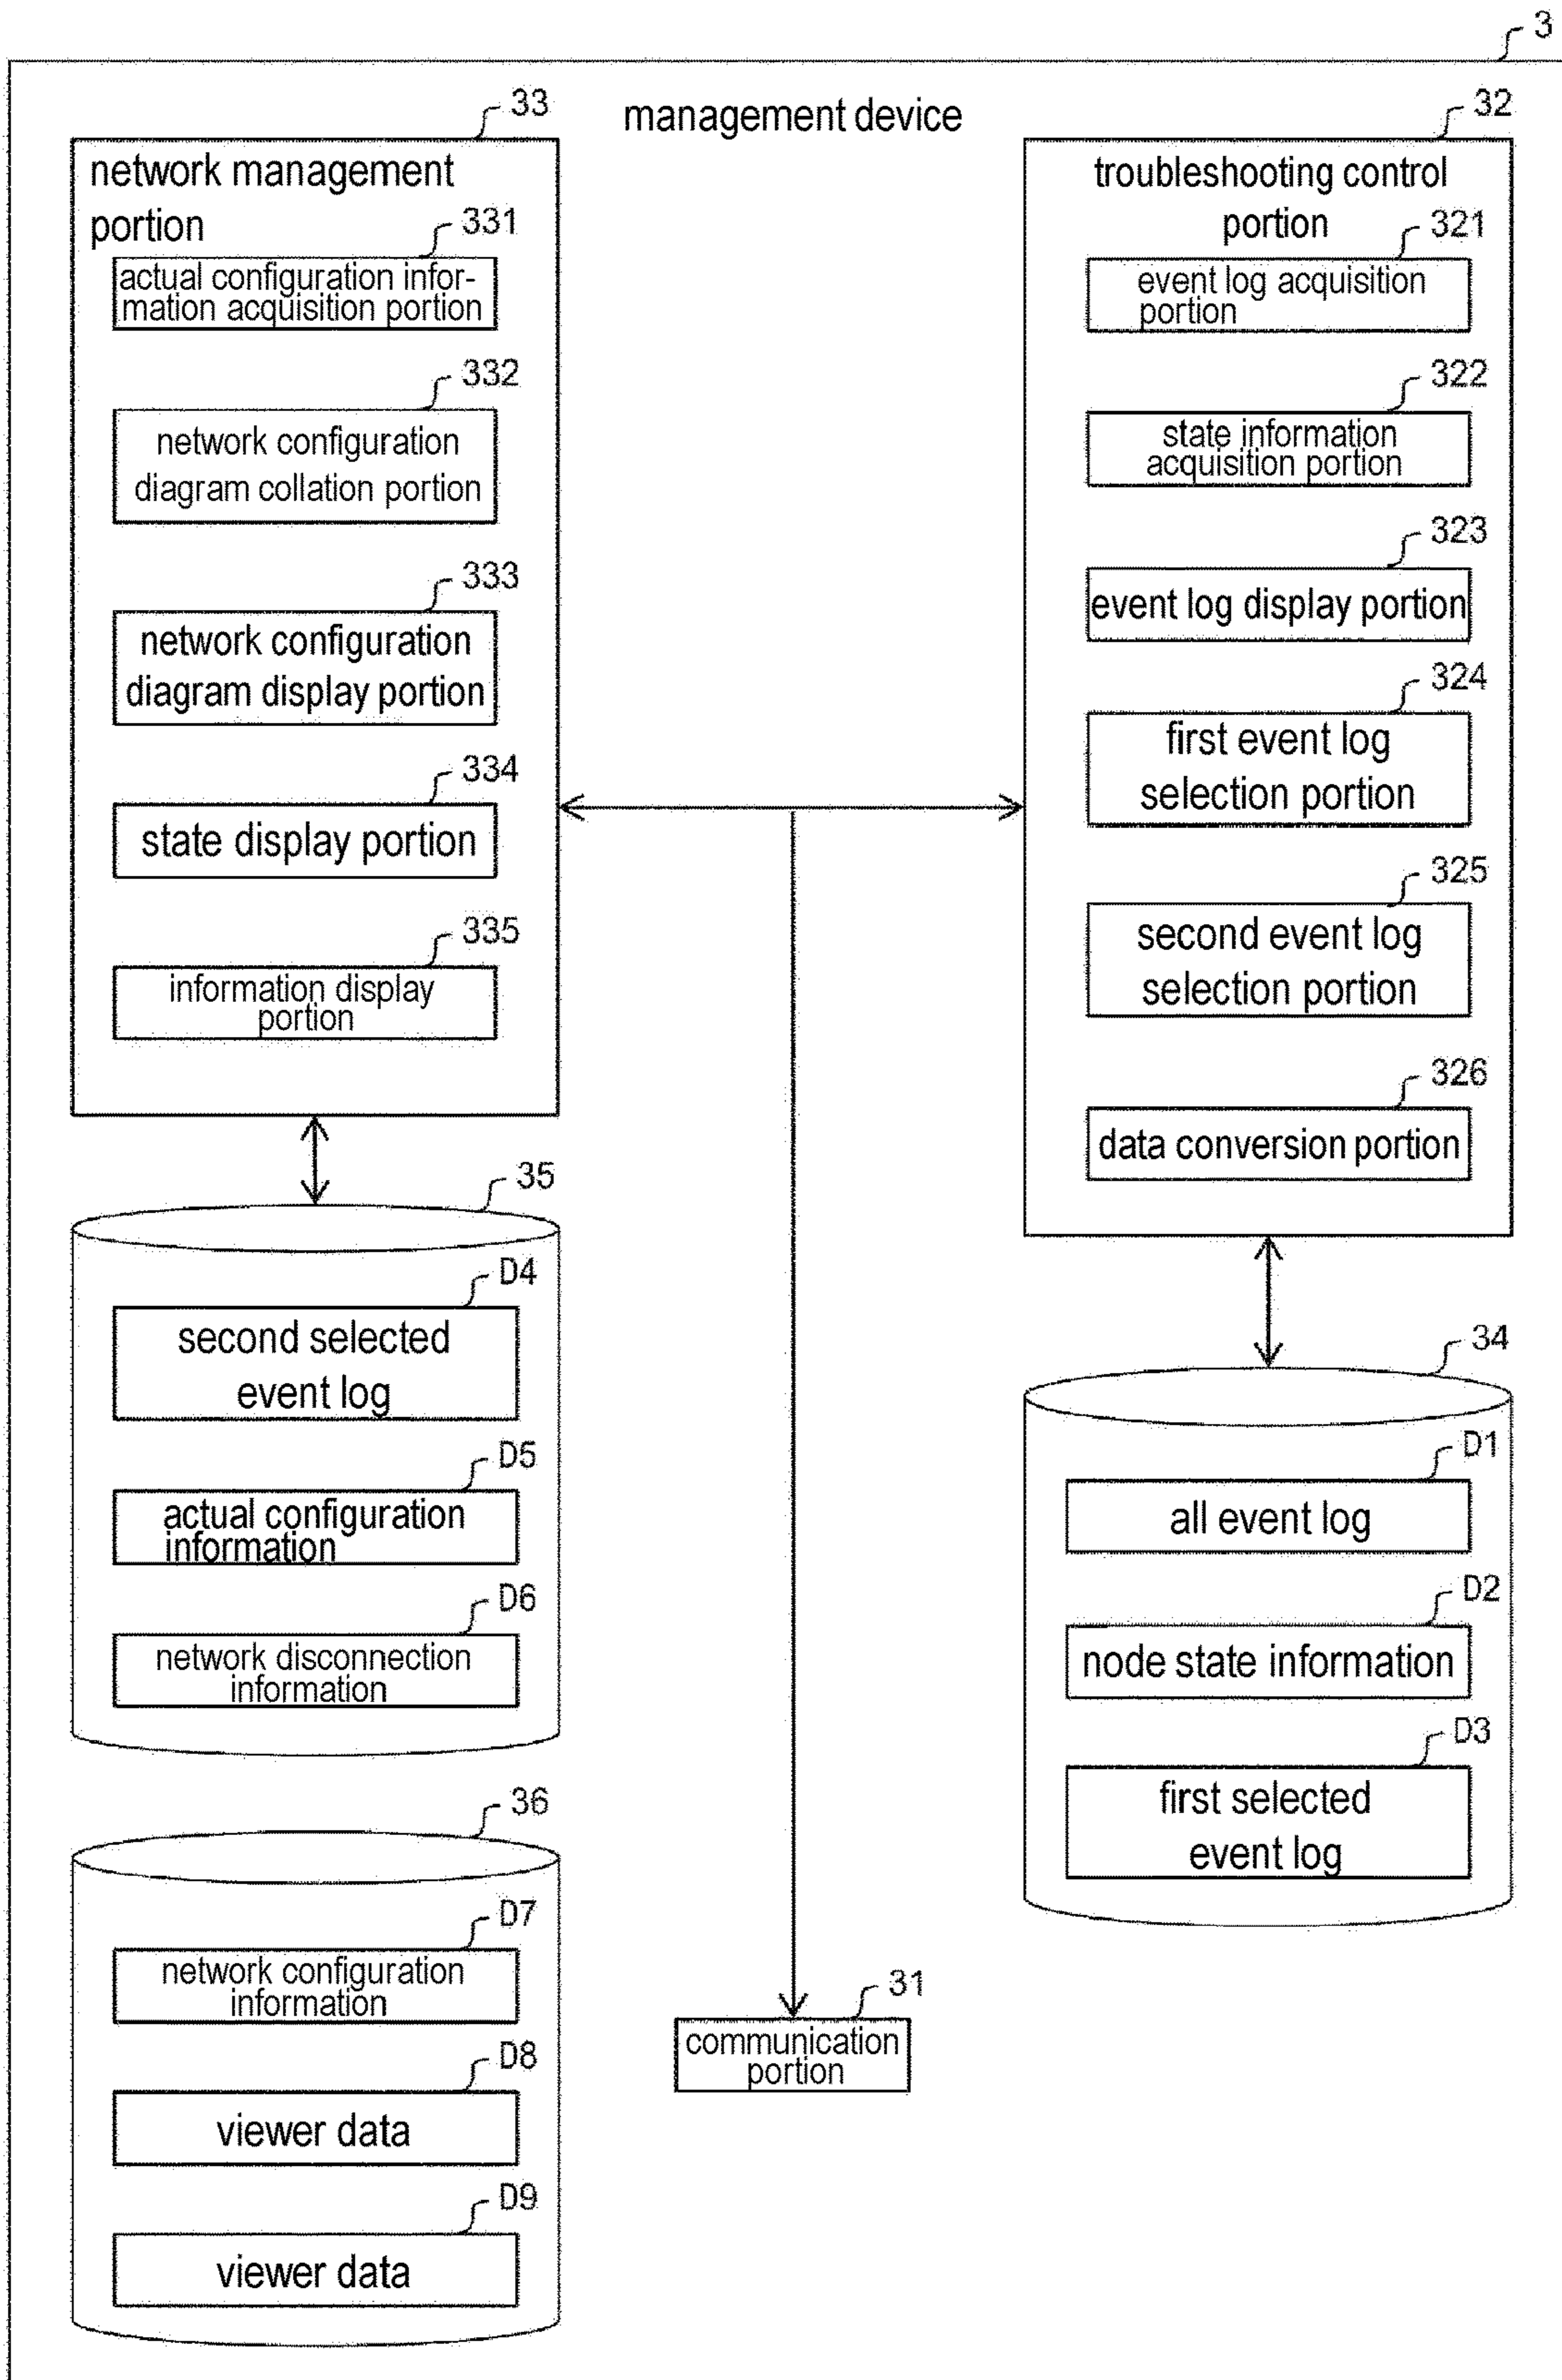 3
management device
33
network management
portion
331
actual configuration infor-
mation acquisition portion
332
network configuration
diagram collation portion
333
network configuration
diagram display portion
334
state display portion
335
information display
portion
32
troubleshooting control
portion
321
event log acquisition
portion
322
state information
acquisition portion
323
event log display portion
324
first event log
selection portion
325
second event log
selection portion
326
data conversion portion
35
D4
second selected
event log
D5
actual configuration
information
D6
network disconnection
information
34
D1
all event log
D2
node state information
D3
first selected
event log
36
D7
network configuration
information
D8
viewer data
D9
viewer data
31
communication
portion